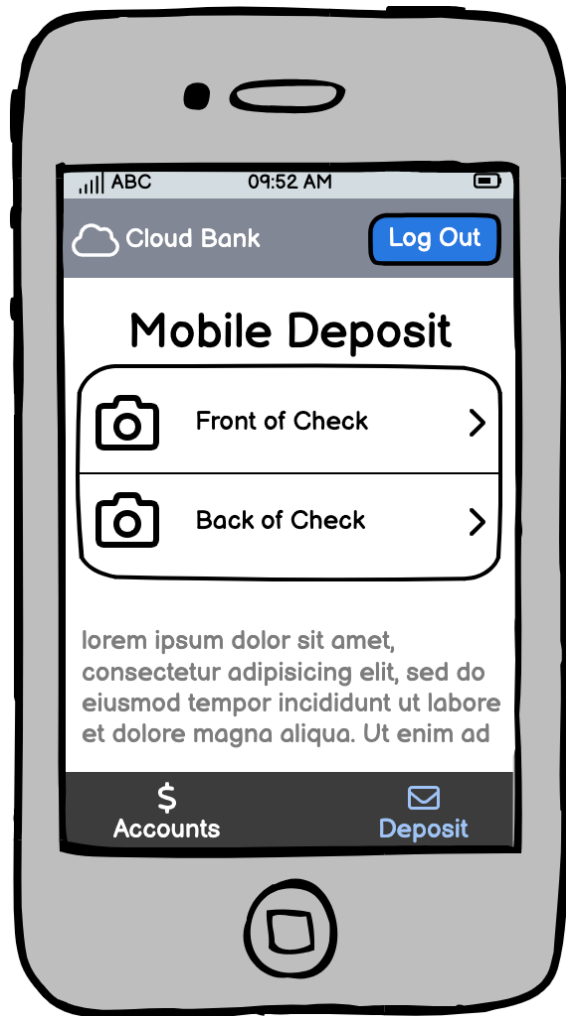 ABC 09:52 AM
Cloud Bank Log Out
Mobile Deposit
Front of Check
Back of Check
lorem ipsum dolor sit amet,
consectetur adipisicing elit, sed do
eiusmod tempor incididunt ut labore
et dolore magna aliqua. Ut enim ad
$
Accounts Deposit